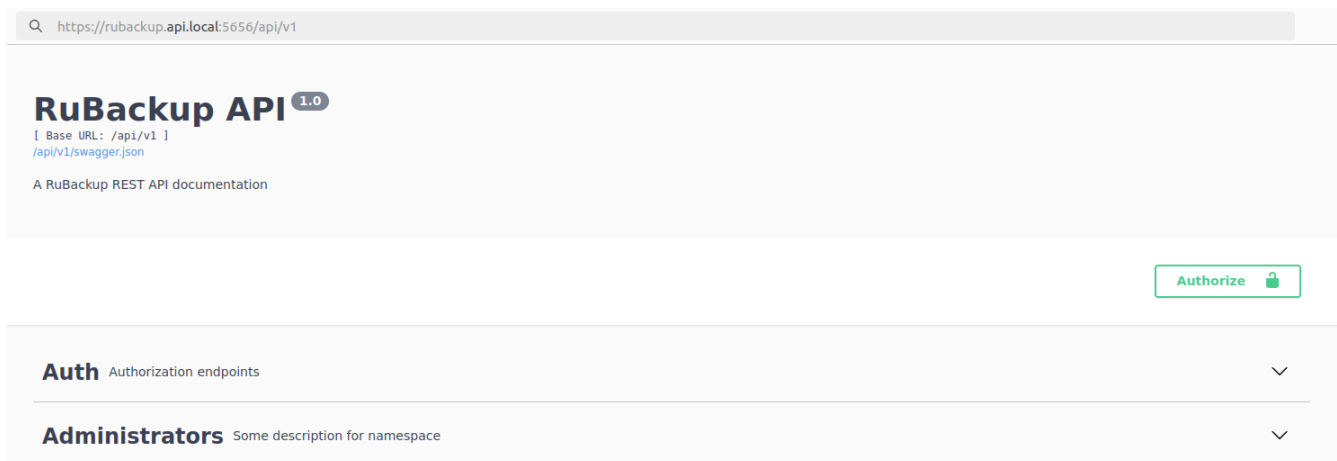 https://rubackup.api.local:5656/api/v1
RuBackup API 1.0
[ Base URL: /api/v1 ]
/api/v1/swagger.json
A RuBackup REST API documentation
Authorize
Auth Authorization endpoints
Administrators Some description for namespace